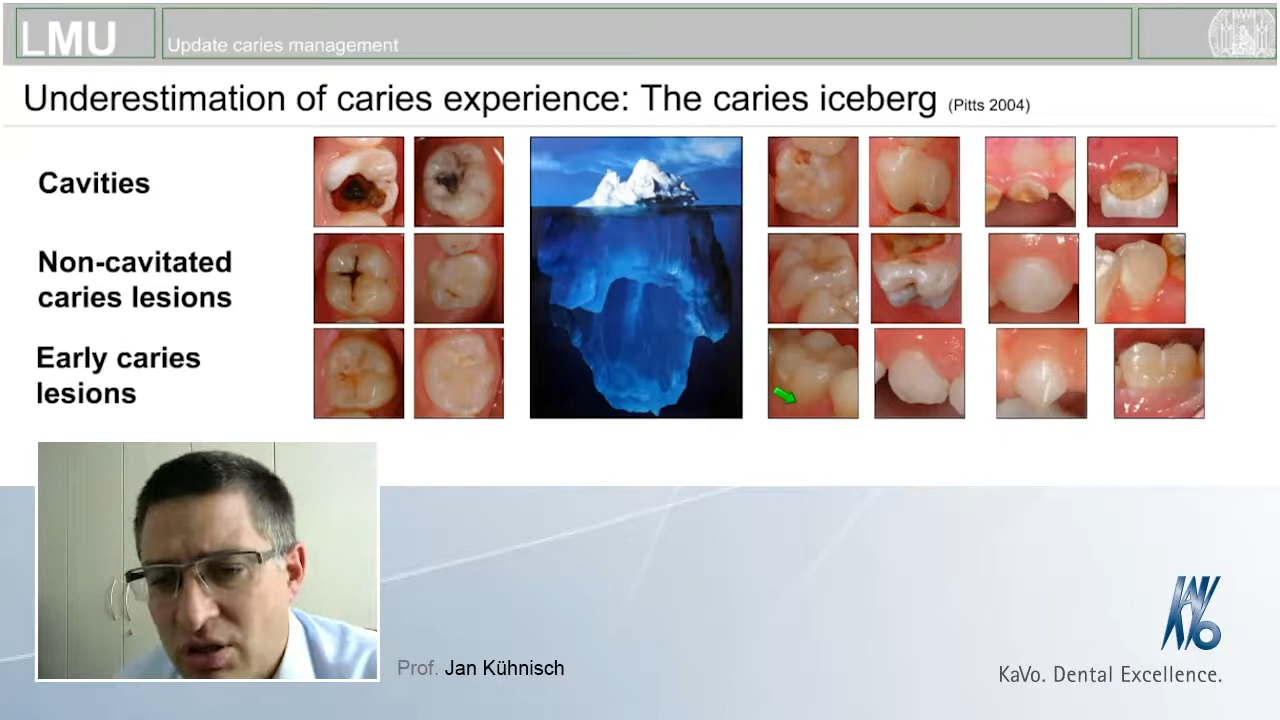 LMU
Update caries management
Underestimation of caries experience: The caries iceberg (Pitts 2004)
Cavities
Non-cavitated
caries lesions
Early caries
lesions
Prof. Jan Kühnisch
KAVO
KaVo. Dental Excellence.